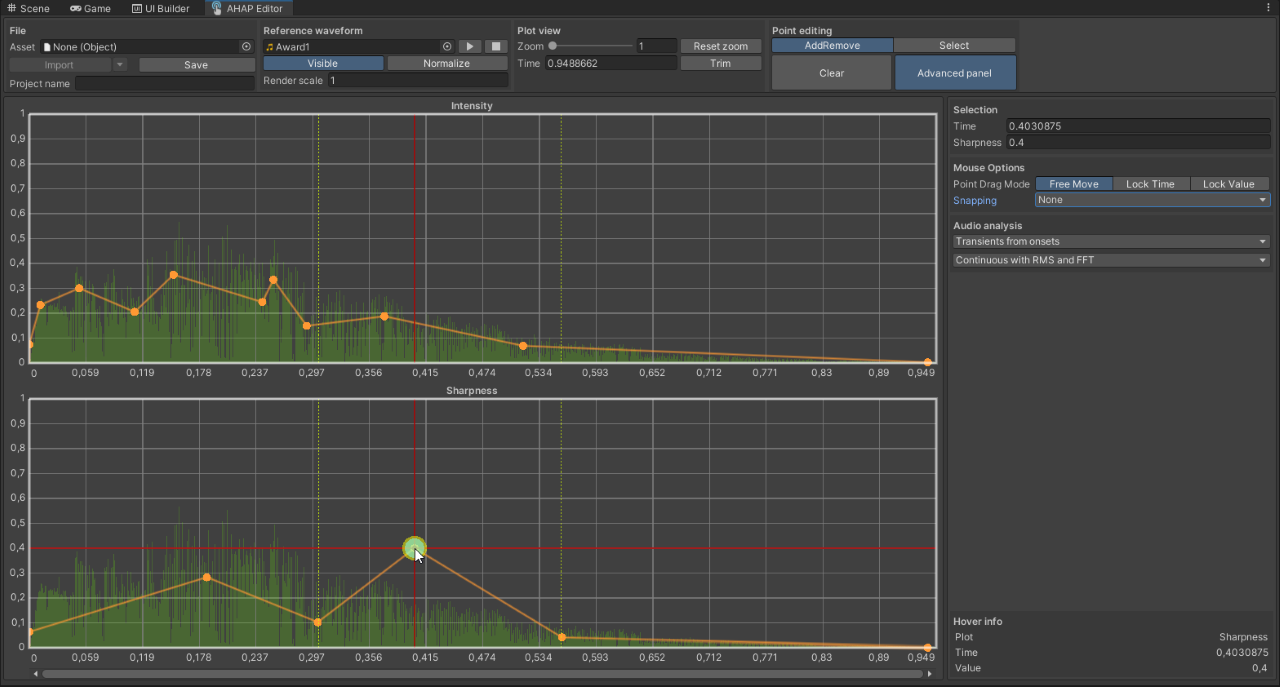 Scene Game UI Builder AHAP Editor
File
Asset None (Object)
Import Save
Project name
Reference waveform
Award1
Visible Normalize
Render scale 1
Plot view
Zoom 1 Reset zoom
Time 0.9488662 Trim
Point editing
AddRemove Select
Clear Advanced panel
Intensity
1
0,9
0,8
0,7
0,6
0,5
0,4
0,3
0,2
0,1
0
0 0,059 0,119 0,178 0,237 0,297 0,356 0,415 0,474 0,534 0,593 0,652 0,712 0,771 0,83 0,89 0,949
Sharpness
1
0,9
0,8
0,7
0,6
0,5
0,4
0,3
0,2
0,1
0
0 0,059 0,119 0,178 0,237 0,297 0,356 0,415 0,474 0,534 0,593 0,652 0,712 0,771 0,83 0,89 0,949
Selection
Time 0.4030875
Sharpness 0.4
Mouse Options
Point Drag Mode Free Move Lock Time Lock Value
Snapping None
Audio analysis
Transients from onsets
Continuous with RMS and FFT
Hover info
Plot Sharpness
Time 0,4030875
Value 0,4